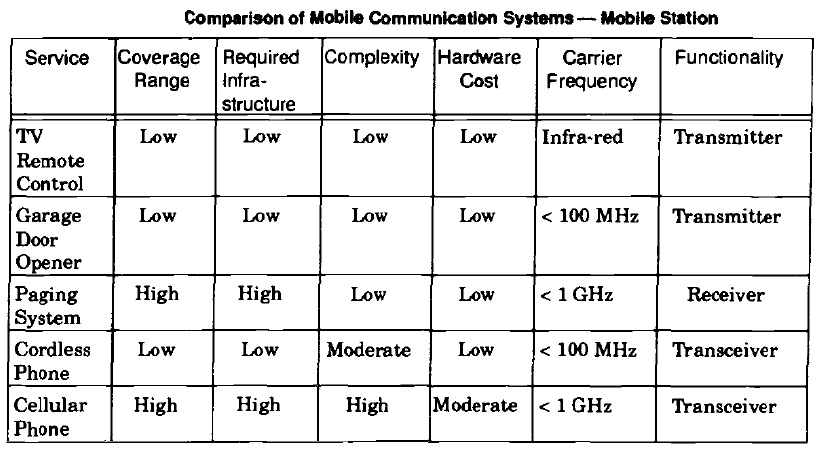 Comparison of Mobile Communication Systems — Mobile Station
Service Coverage Range Required Infra- structure Complexity Hardware Cost Carrier Frequency Functionality
TV Remote Control Low Low Low Low Infra-red Transmitter
Garage Door Opener Low Low Low Low < 100 MHz Transmitter
Paging System High High Low Low < 1 GHz Receiver
Cordless Phone Low Low Moderate Low < 100 MHz Transceiver
Cellular Phone High High High Moderate < 1 GHz Transceiver